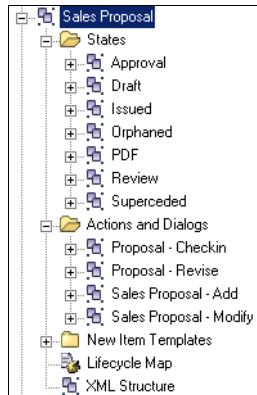 Sales Proposal
States
Approval
Draft
Issued
Orphaned
PDF
Review
Superceded
Actions and Dialogs
Proposal - Checkin
Proposal - Revise
Sales Proposal - Add
Sales Proposal - Modify
New Item Templates
Lifecycle Map
XML Structure